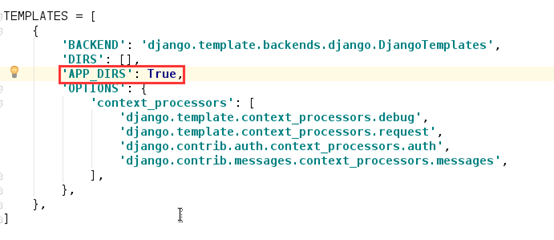 TEMPLATES = [
{
'BACKEND': 'django.template.backends.django.DjangoTemplates',
'DIRS': [],
'APP_DIRS': True,
'OPTIONS': {
'context_processors': [
'django.template.context_processors.debug',
'django.template.context_processors.request',
'django.contrib.auth.context_processors.auth',
'django.contrib.messages.context_processors.messages',
],
},
},
]